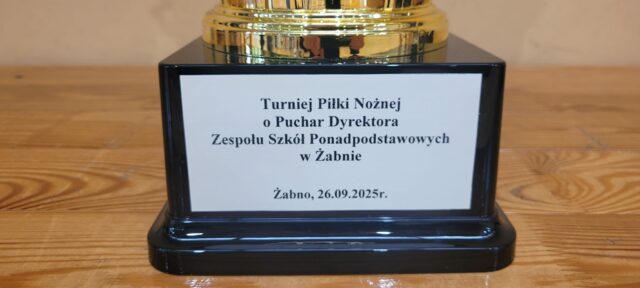 Turniej Piłki Nożnej
o Puchar Dyrektora
Zespołu Szkół Ponadpodstawowych
w Żabnie
Żabno, 26.09.2025r.